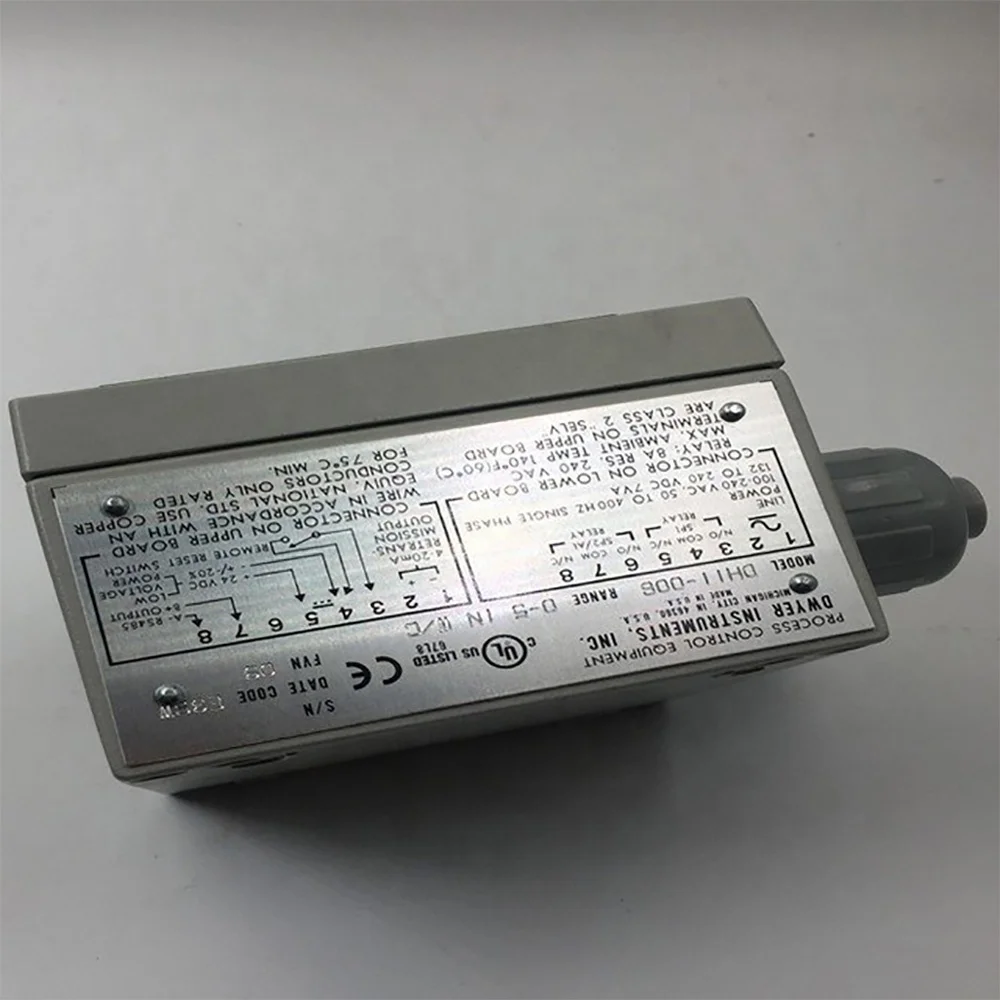 PROCESS CONTROL EQUIPMENT
DWYER INSTRUMENTS, INC.
MICHIGAN CITY, IN 46360, U.S.A.
MADE IN U.S.A.
MODEL DHII-006
RANGE 0-5 IN W/C
C UL US LISTED
67L8
CE
S/N
DATE CODE
FVN 09
1 2 3 4 5 6 7 8
LINE
POWER
N/O COM N/C
SP1
RELAY
N/O COM N/C
SP2/AL
RELAY
100-240 VAC, 50 TO 400HZ SINGLE PHASE
132 TO 240 VDC 7VA
CONNECTOR ON LOWER BOARD
RELAY: 8A RES 240 VAC
MAX. AMBIENT TEMP 140°F(60°C)
TERMINALS ON UPPER BOARD
ARE CLASS 2 "SELV"
1 2 3 4 5 6 7 8
- +
4-20mA
RETRANS
MISSION
OUTPUT
REMOTE RESET SWITCH
- + 24 VDC
+/- 20%
LOW
VOLTAGE
POWER
A- RS485
B+ OUTPUT
CONNECTOR ON UPPER BOARD
WIRE IN ACCORDANCE WITH AN
EQUIV. NATIONAL STD. USE COPPER
CONDUCTORS ONLY RATED
FOR 75°C MIN.